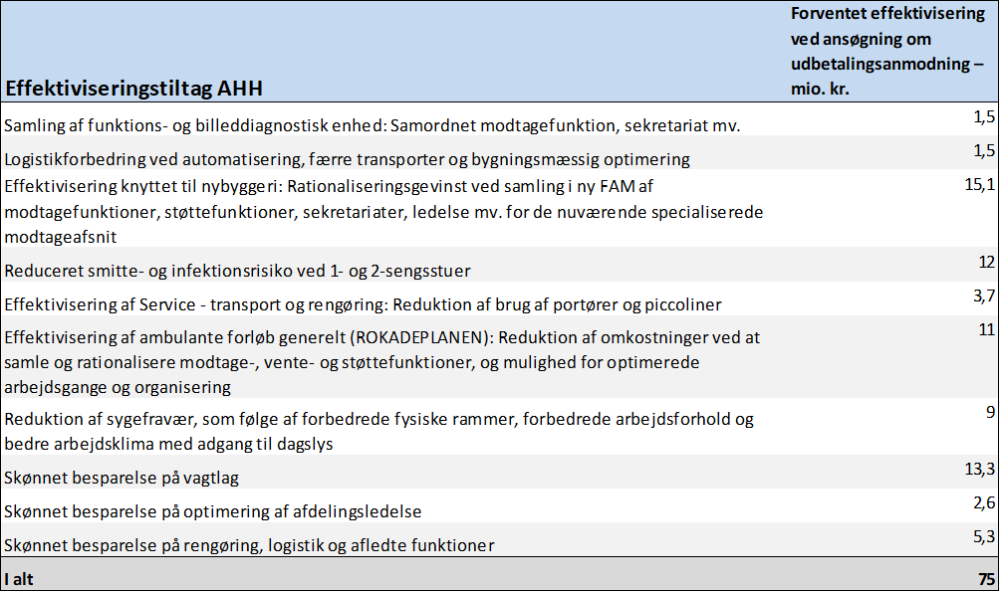 Forventet effektivisering
ved ansøgning om
udbetalingsanmodning –
Effektiviseringstiltag AHH mio. kr.
Samling af funktions- og billeddiagnostisk enhed: Samordnet modtagefunktion, sekretariat mv. 1,5
Logistikforbedring ved automatisering, færre transporter og bygningsmæssig optimering 1,5
Effektivisering knyttet til nybyggeri: Rationaliseringsgevinst ved samling i ny FAM af 15,1
modtagefunktioner, støttefunktioner, sekretariater, ledelse mv. for de nuværende specialiserede
modtageafsnit
Reduceret smitte- og infektionsrisiko ved 1- og 2-sengsstuer 12
Effektivisering af Service - transport og rengøring: Reduktion af brug af portører og piccoliner 3,7
Effektivisering af ambulante forløb generelt (ROKADEPLANEN): Reduktion af omkostninger ved at 11
samle og rationalisere modtage-, vente- og støttefunktioner, og mulighed for optimerede
arbejdsgange og organisering
Reduktion af sygefravær, som følge af forbedrede fysiske rammer, forbedrede arbejdsforhold og 9
bedre arbejdsklima med adgang til dagslys
Skønnet besparelse på vagtlag 13,3
Skønnet besparelse på optimering af afdelingsledelse 2,6
Skønnet besparelse på rengøring, logistik og afledte funktioner 5,3
I alt 75